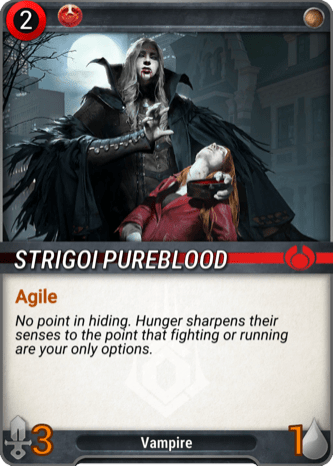 2
STRIGOI PUREBLOOD
Agile
No point in hiding. Hunger sharpens their
senses to the point that fighting or running
are your only options.
3
Vampire
1